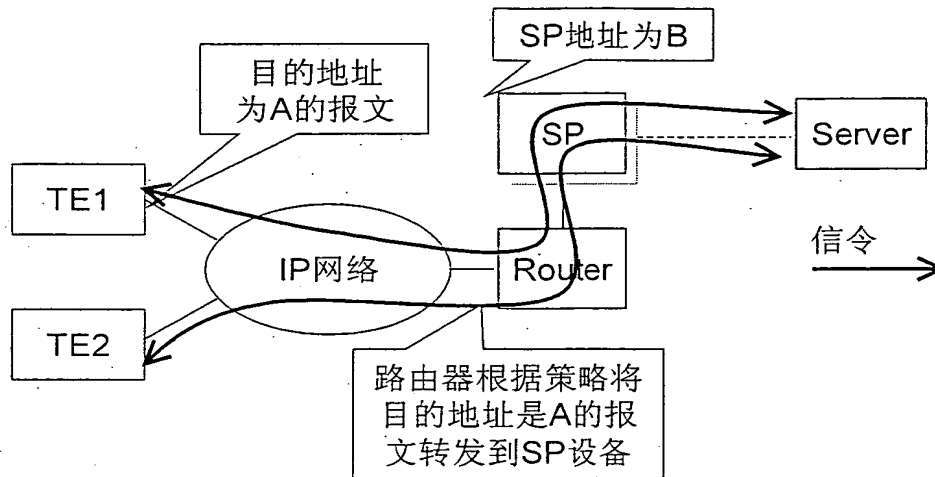 SP地址为B
目的地址
为A的报文
SP
Server
TE1
信令
IP网络
Router
TE2
路由器根据策略将
目的地址是A的报
文转发到SP设备